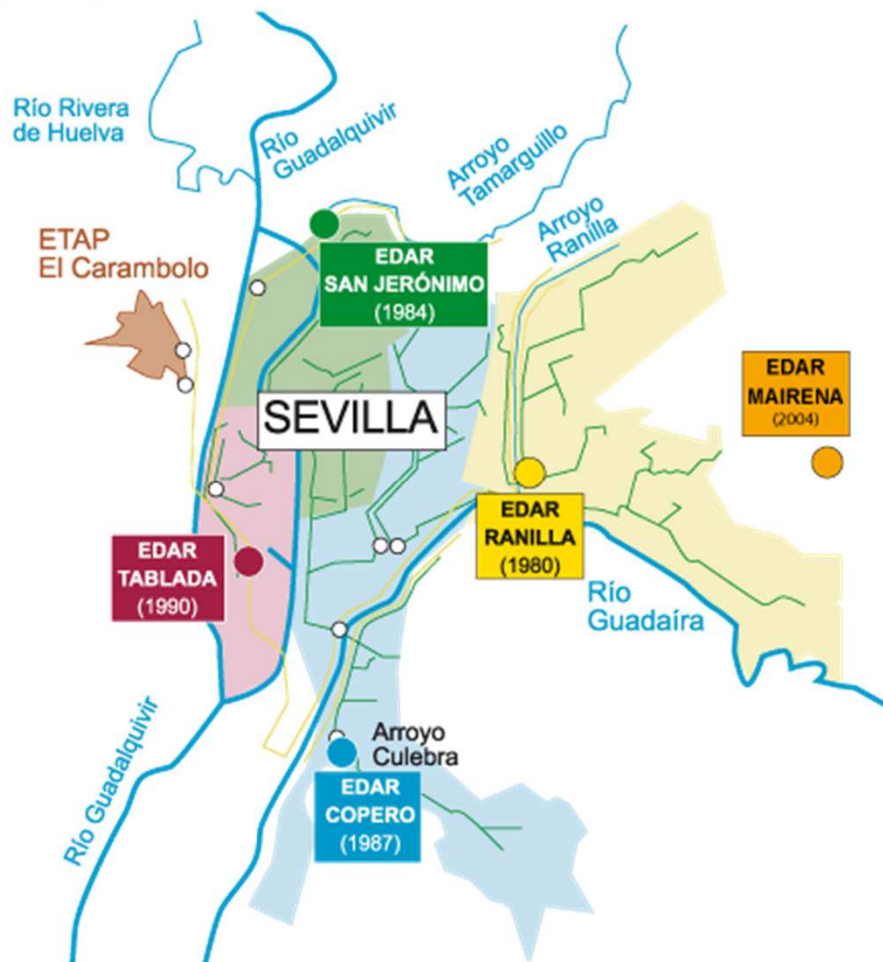 Río Rivera
de Huelva
Río
Guadalquivir
Arroyo
Tamarguillo
Arroyo
Ranilla
ETAP
El Carambolo
EDAR
SAN JERÓNIMO
(1984)
EDAR
MAIRENA
(2004)
SEVILLA
EDAR
RANILLA
(1980)
EDAR
TABLADA
(1990)
Río
Guadaíra
Río Guadalquivir
Arroyo
Culebra
EDAR
COPERO
(1987)